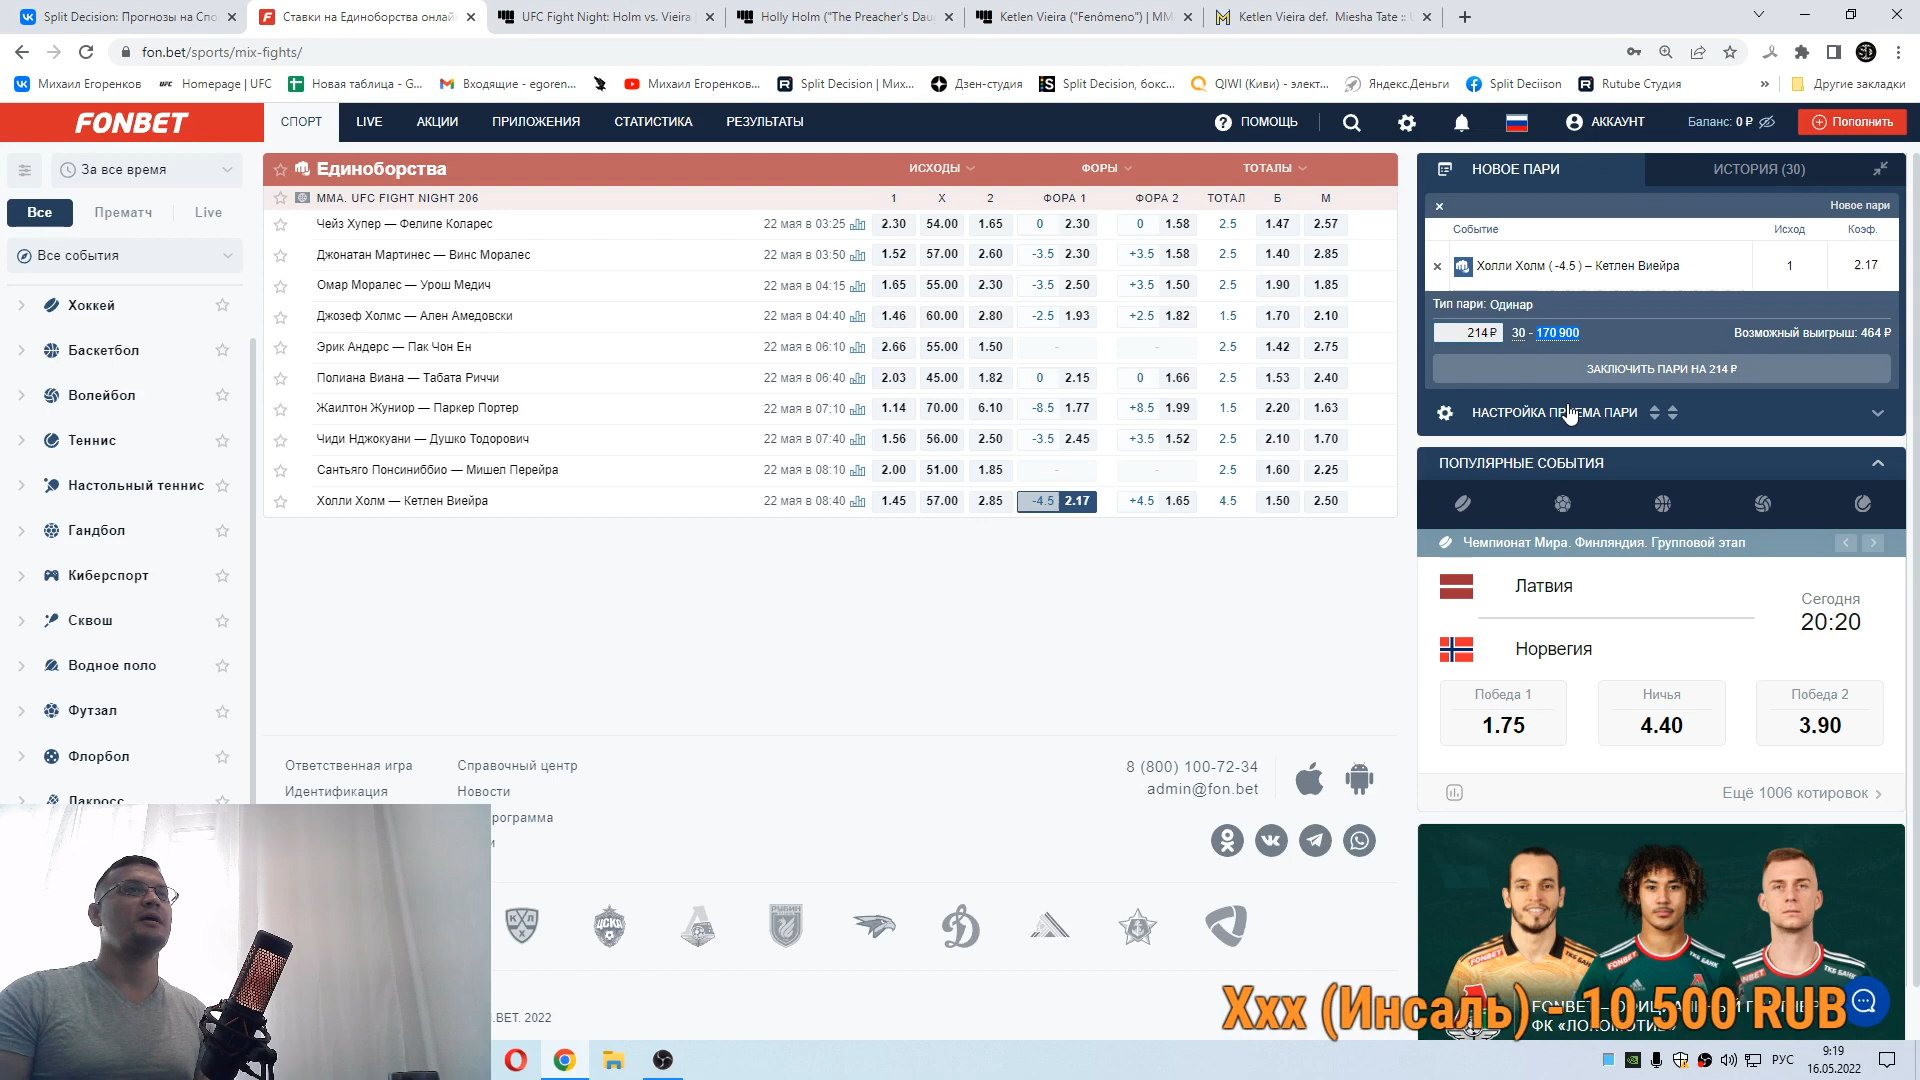 Split Decision: Прогнозы на Спо
Ставки на Единоборства онлай
UFC Fight Night: Holm vs. Vieira
Holly Holm ("The Preacher's Dau
Ketlen Vieira ("Fenômeno") | MM
Ketlen Vieira def. Miesha Tate ::
fon.bet/sports/mix-fights/
Михаил Егоренков
Homepage | UFC
Новая таблица - G...
Входящие - egoren...
Михаил Егоренков...
Split Decision | Мих...
Дзен-студия
Split Decision, бокс...
QIWI (Киви) - элект...
Яндекс.Деньги
Split Deciison
Rutube Студия
»
Другие закладки
FONBET
СПОРТ
LIVE
АКЦИИ
ПРИЛОЖЕНИЯ
СТАТИСТИКА
РЕЗУЛЬТАТЫ
ПОМОЩЬ
АККАУНТ
Баланс: 0 ₽
Пополнить
За все время
Все Прематч Live
Все события
Хоккей
Баскетбол
Волейбол
Теннис
Настольный теннис
Гандбол
Киберспорт
Сквош
Водное поло
Футзал
Флорбол
Лакросс
Единоборства ИСХОДЫ ФОРЫ ТОТАЛЫ
MMA. UFC FIGHT NIGHT 206 1 X 2 ФОРА 1 ФОРА 2 ТОТАЛ Б М
Чейз Хупер — Фелипе Коларес 22 мая в 03:25 2.30 54.00 1.65 0 2.30 0 1.58 2.5 1.47 2.57
Джонатан Мартинес — Винс Моралес 22 мая в 03:50 1.52 57.00 2.60 -3.5 2.30 +3.5 1.58 2.5 1.40 2.85
Омар Моралес — Урош Медич 22 мая в 04:15 1.65 55.00 2.30 -3.5 2.50 +3.5 1.50 2.5 1.90 1.85
Джозеф Холмс — Ален Амедовски 22 мая в 04:40 1.46 60.00 2.80 -2.5 1.93 +2.5 1.82 1.5 1.70 2.10
Эрик Андерс — Пак Чон Ен 22 мая в 06:10 2.66 55.00 1.50 - - 2.5 1.42 2.75
Полиана Виана — Табата Риччи 22 мая в 06:40 2.03 45.00 1.82 0 2.15 0 1.66 2.5 1.53 2.40
Жаилтон Жуниор — Паркер Портер 22 мая в 07:10 1.14 70.00 6.10 -8.5 1.77 +8.5 1.99 1.5 2.20 1.63
Чиди Нджокуани — Душко Тодорович 22 мая в 07:40 1.56 56.00 2.50 -3.5 2.45 +3.5 1.52 2.5 2.10 1.70
Сантьяго Понсиниббио — Мишел Перейра 22 мая в 08:10 2.00 51.00 1.85 - - 2.5 1.60 2.25
Холли Холм — Кетлен Виейра 22 мая в 08:40 1.45 57.00 2.85 -4.5 2.17 +4.5 1.65 4.5 1.50 2.50
Ответственная игра
Идентификация
Справочный центр
Новости
рограмма
и
8 (800) 100-72-34
admin@fon.bet
КХЛ
ЦСКА
РУБИН
.BET. 2022
НОВОЕ ПАРИ
ИСТОРИЯ (30)
Новое пари
Событие Исход Коэф.
Холли Холм ( -4.5 ) – Кетлен Виейра 1 2.17
Тип пари: Одинар
214 ₽ 30 - 170 900 Возможный выигрыш: 464 ₽
ЗАКЛЮЧИТЬ ПАРИ НА 214 ₽
НАСТРОЙКА ПРИЕМА ПАРИ
ПОПУЛЯРНЫЕ СОБЫТИЯ
Чемпионат Мира. Финляндия. Групповой этап
Латвия
Норвегия
Сегодня
20:20
Победа 1 Ничья Победа 2
1.75 4.40 3.90
Ещё 1006 котировок
FONBET
FONBET
ТКБ БАНК
Ххх (Инсаль) - 10 500 RUB
ФК «ЛОКОМОТИВ»
РУС
9:19
16.05.2022